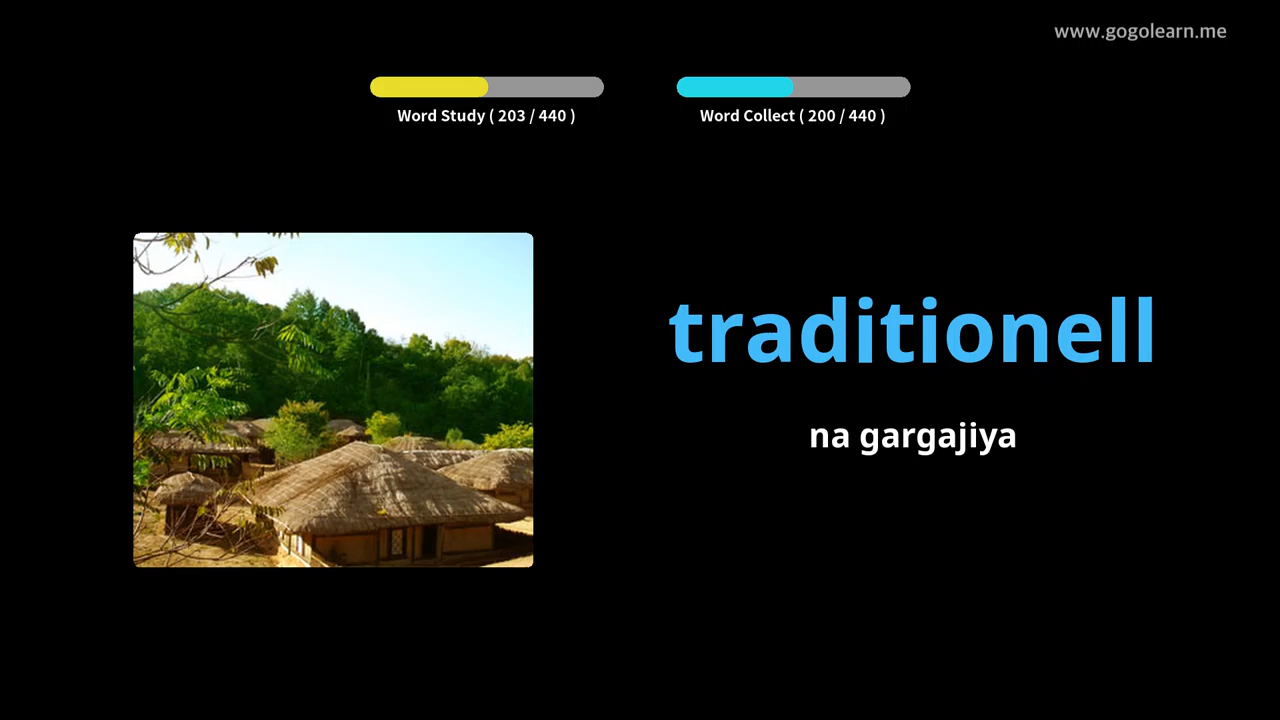 www.gogolearn.me
Word Study ( 203 / 440 )
Word Collect ( 200 / 440 )
traditionell
na gargajiya